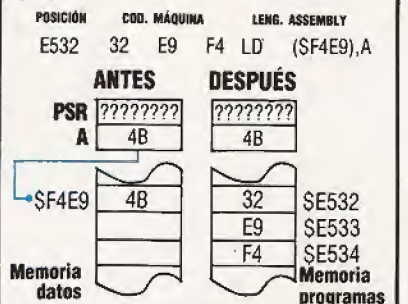 POSICIÓN COD. MÁQUINA LENG. ASSEMBLY
E532 32 E9 F4 LD ($F4E9),A
ANTES DESPUÉS
PSR ???????? ????????
A 4B 4B
$F4E9 4B 32 $E532
E9 $E533
F4 $E534
Memoria datos Memoria programas